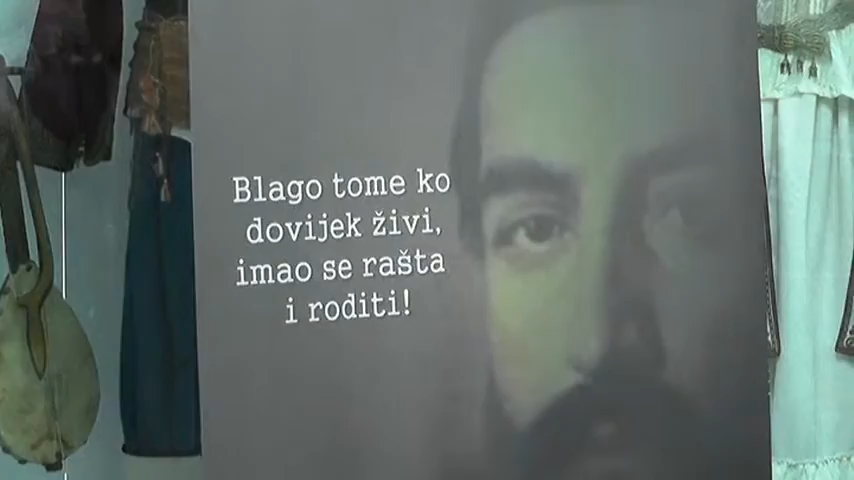 Blago tome ko
dovijek živi,
imao se rašta
i roditi!